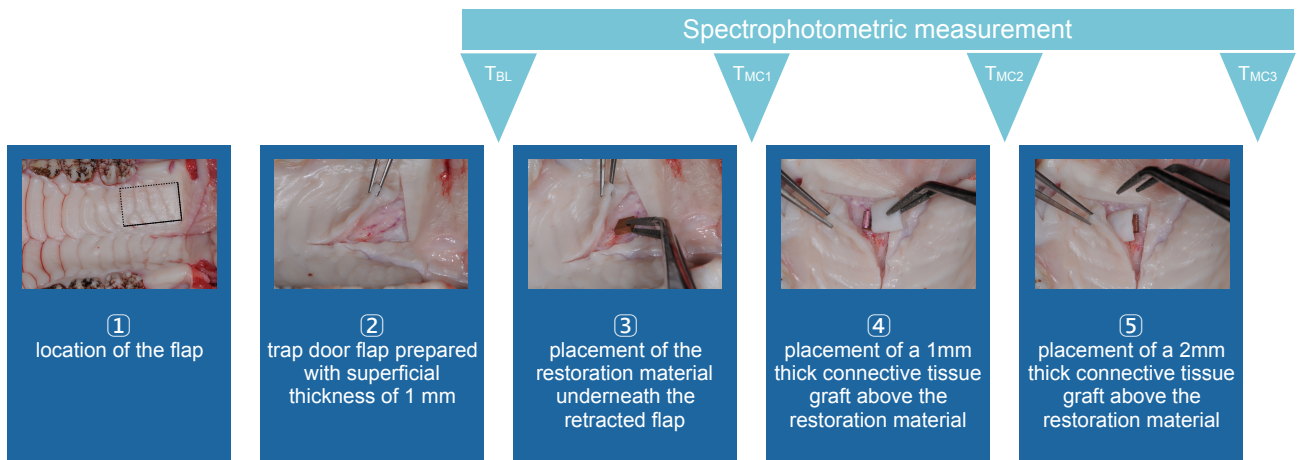 Spectrophotometric measurement
TBL
TMC1
TMC2
TMC3
1
location of the flap
2
trap door flap prepared
with superficial
thickness of 1 mm
3
placement of the
restoration material
underneath the
retracted flap
4
placement of a 1mm
thick connective tissue
graft above the
restoration material
5
placement of a 2mm
thick connective tissue
graft above the
restoration material